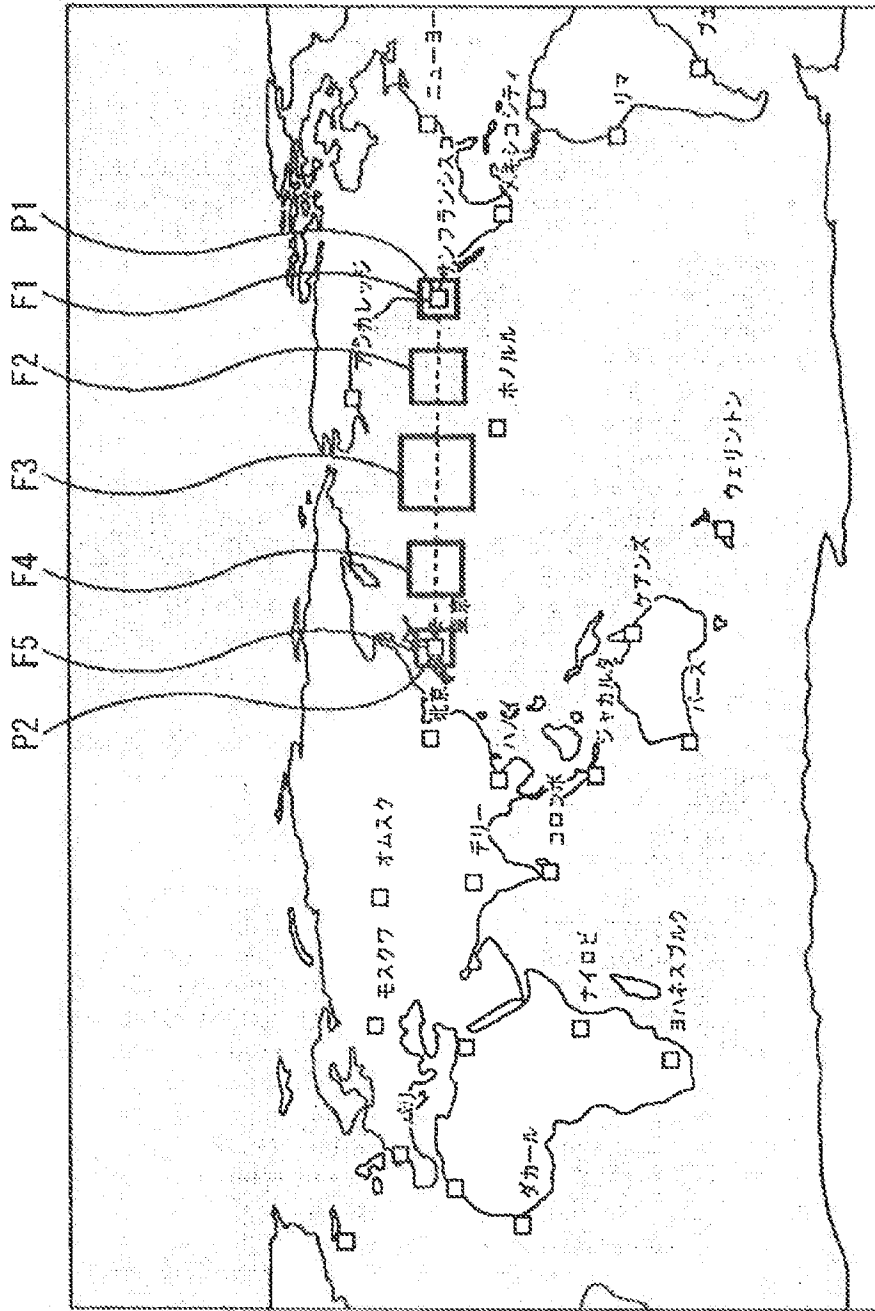 P2
F5
F4
F3
F2
F1
P1
モスクワ
オムスク
パリ
北京
東京
アンカレッジ
サンフランシスコ
ニューヨー
デリー
ハノイ
ホノルル
メキシコシティ
ダカール
ナイロビ
コロンボ
ジャカルタ
ケアンズ
リマ
ヨハネスブルク
パース
ウェリントン
ブエ